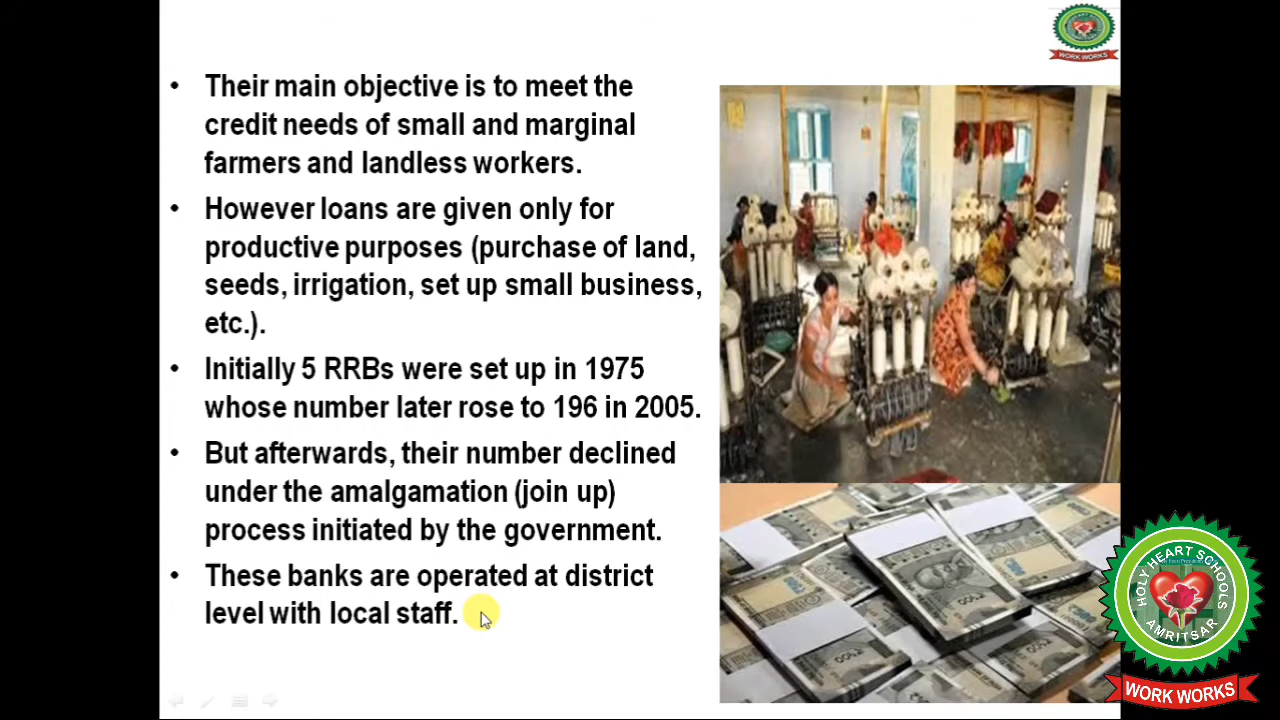 • Their main objective is to meet the
credit needs of small and marginal
farmers and landless workers.
• However loans are given only for
productive purposes (purchase of land,
seeds, irrigation, set up small business,
etc.).
• Initially 5 RRBs were set up in 1975
whose number later rose to 196 in 2005.
• But afterwards, their number declined
under the amalgamation (join up)
process initiated by the government.
• These banks are operated at district
level with local staff.
WORK WORKS
HOLY HEART SCHOOLS
AMRITSAR
WORK WORKS